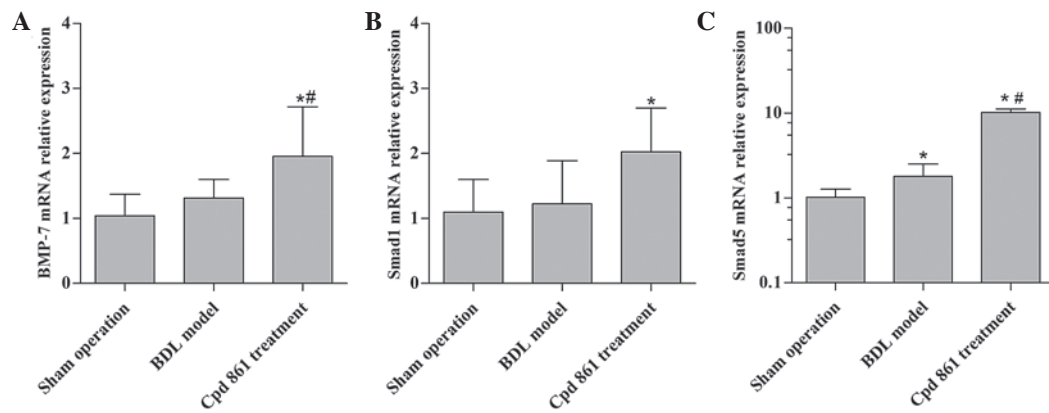 A
BMP-7 mRNA relative expression
4
3
2
1
0
*#
Sham operation
BDL model
Cpd 861 treatment
B
Smad1 mRNA relative expression
4
3
2
1
0
*
Sham operation
BDL model
Cpd 861 treatment
C
Smad5 mRNA relative expression
100
10
1
0.1
*
* #
Sham operation
BDL model
Cpd 861 treatment